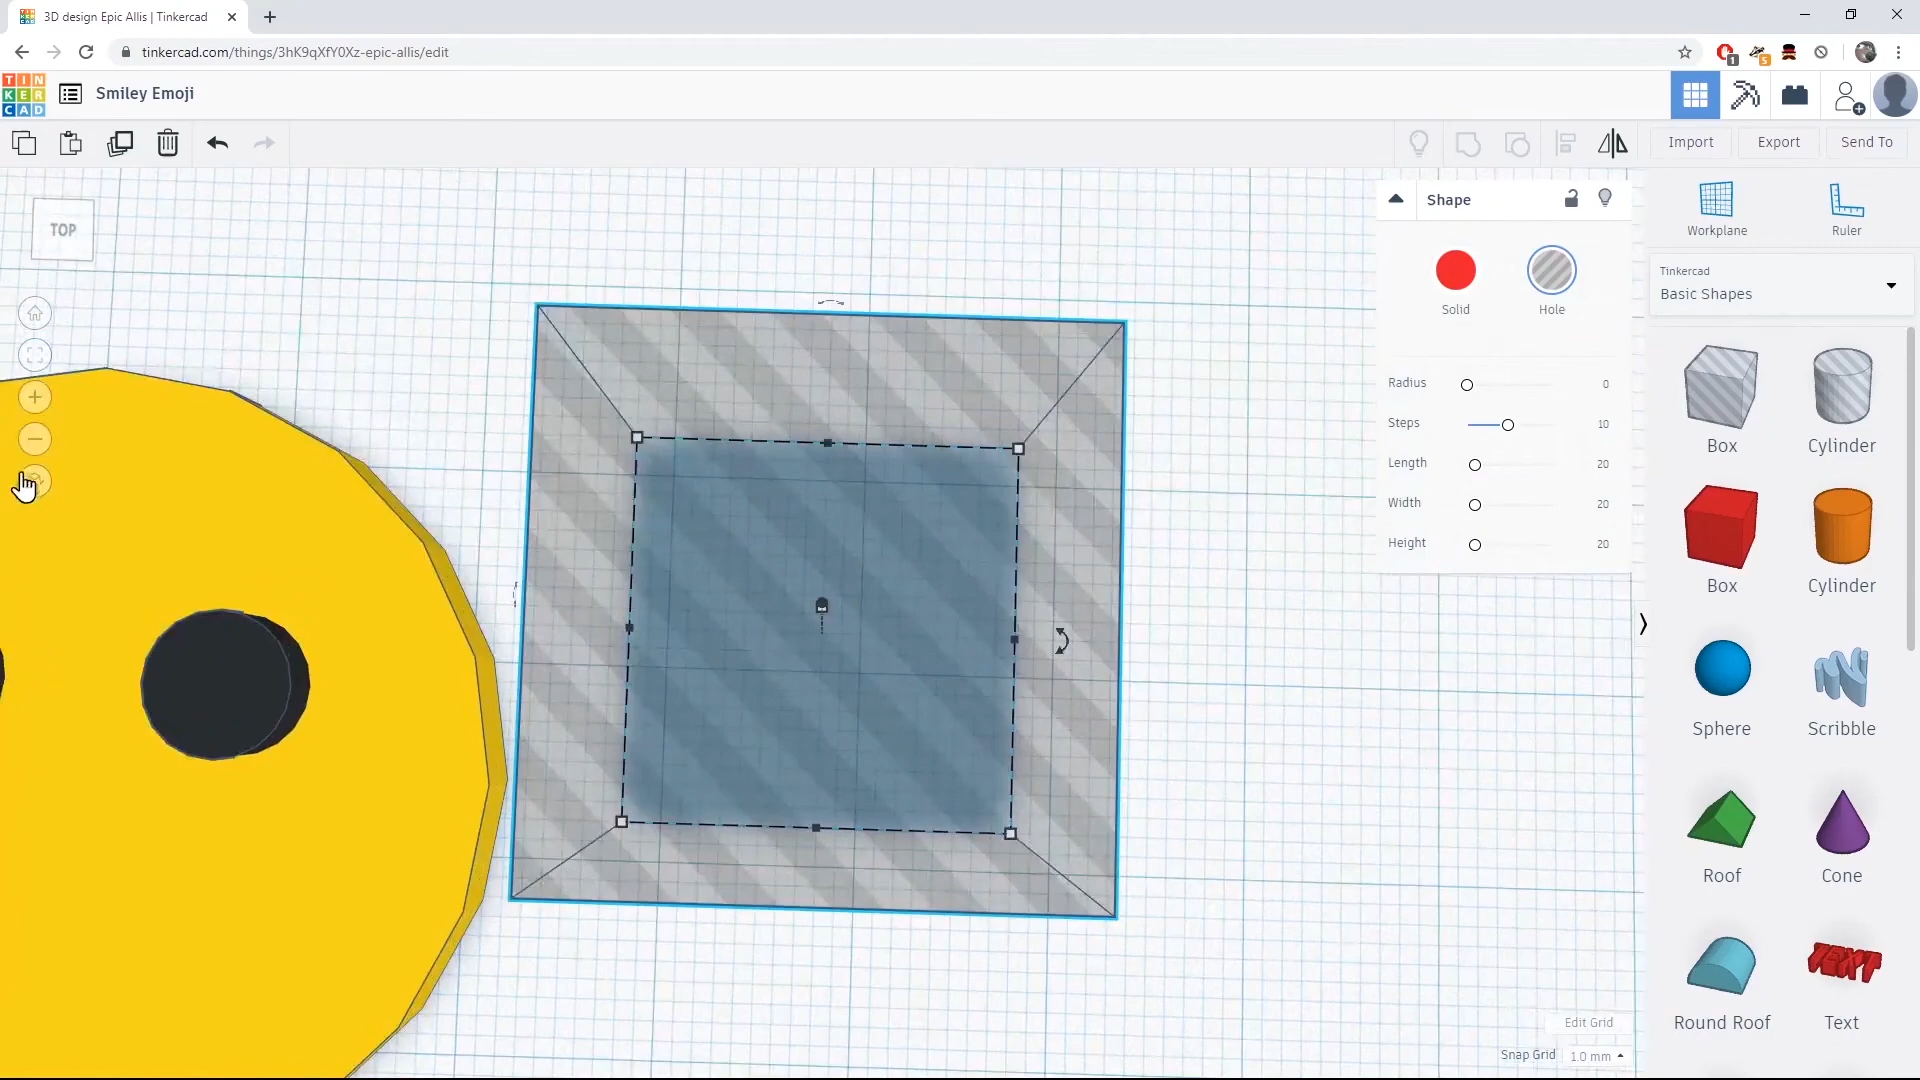 3D design Epic Allis | Tinkercad
tinkercad.com/things/3hK9qXfY0Xz-epic-allis/edit
1
5
TIN
KER
CAD
Smiley Emoji
Import
Export
Send To
TOP
Shape
Solid
Hole
Radius
0
Steps
10
Length
20
Width
20
Height
20
Workplane
Ruler
Tinkercad
Basic Shapes
Box
Cylinder
Box
Cylinder
Sphere
Scribble
Roof
Cone
TEXT
Round Roof
Text
Edit Grid
Snap Grid
1.0 mm